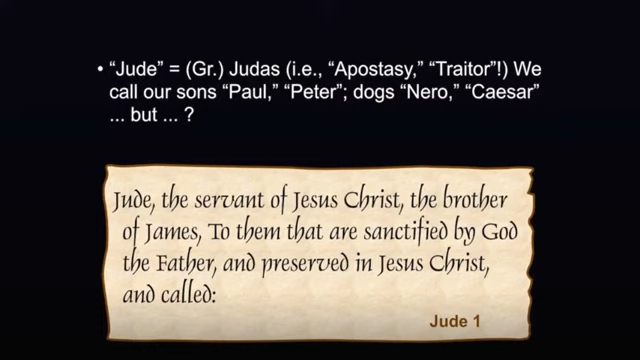 • “Jude” = (Gr.) Judas (i.e., “Apostasy,” “Traitor”!) We
call our sons “Paul,” “Peter”; dogs “Nero,” “Caesar”
... but ... ?
Jude, the servant of Jesus Christ, the brother
of James, To them that are sanctified by God
the Father, and preserved in Jesus Christ,
and called:
Jude 1